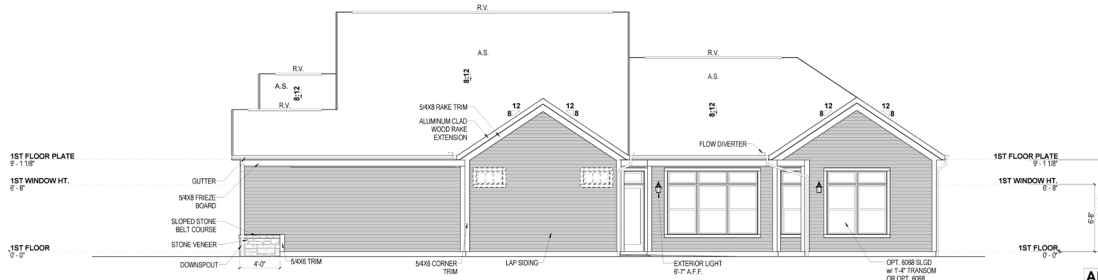 R.V.
R.V.
A.S.
R.V.
A.S.
8:12
A.S.
8:12
R.V.
8:12
5/4X8 RAKE TRIM
12
8
12
8
12
8
12
8
ALUMINUM CLAD
WOOD RAKE
EXTENSION
FLOW DIVERTER
1ST FLOOR PLATE
9'- 1 1/8"
1ST FLOOR PLATE
9'- 1 1/8"
GUTTER
1ST WINDOW HT.
6'- 8"
1ST WINDOW HT.
6'- 8"
5/4X8 FRIEZE
BOARD
6'-8"
SLOPED STONE
BELT COURSE
STONE VENEER
1ST FLOOR
0'- 0"
1ST FLOOR
0'- 0"
DOWNSPOUT
4'-0"
5/4X6 TRIM
5/4X6 CORNER
TRIM
LAP SIDING
EXTERIOR LIGHT
6'-7" A.F.F.
OPT. 6068 SLGD
w/ 1'-4" TRANSOM
OR OPT. 6068